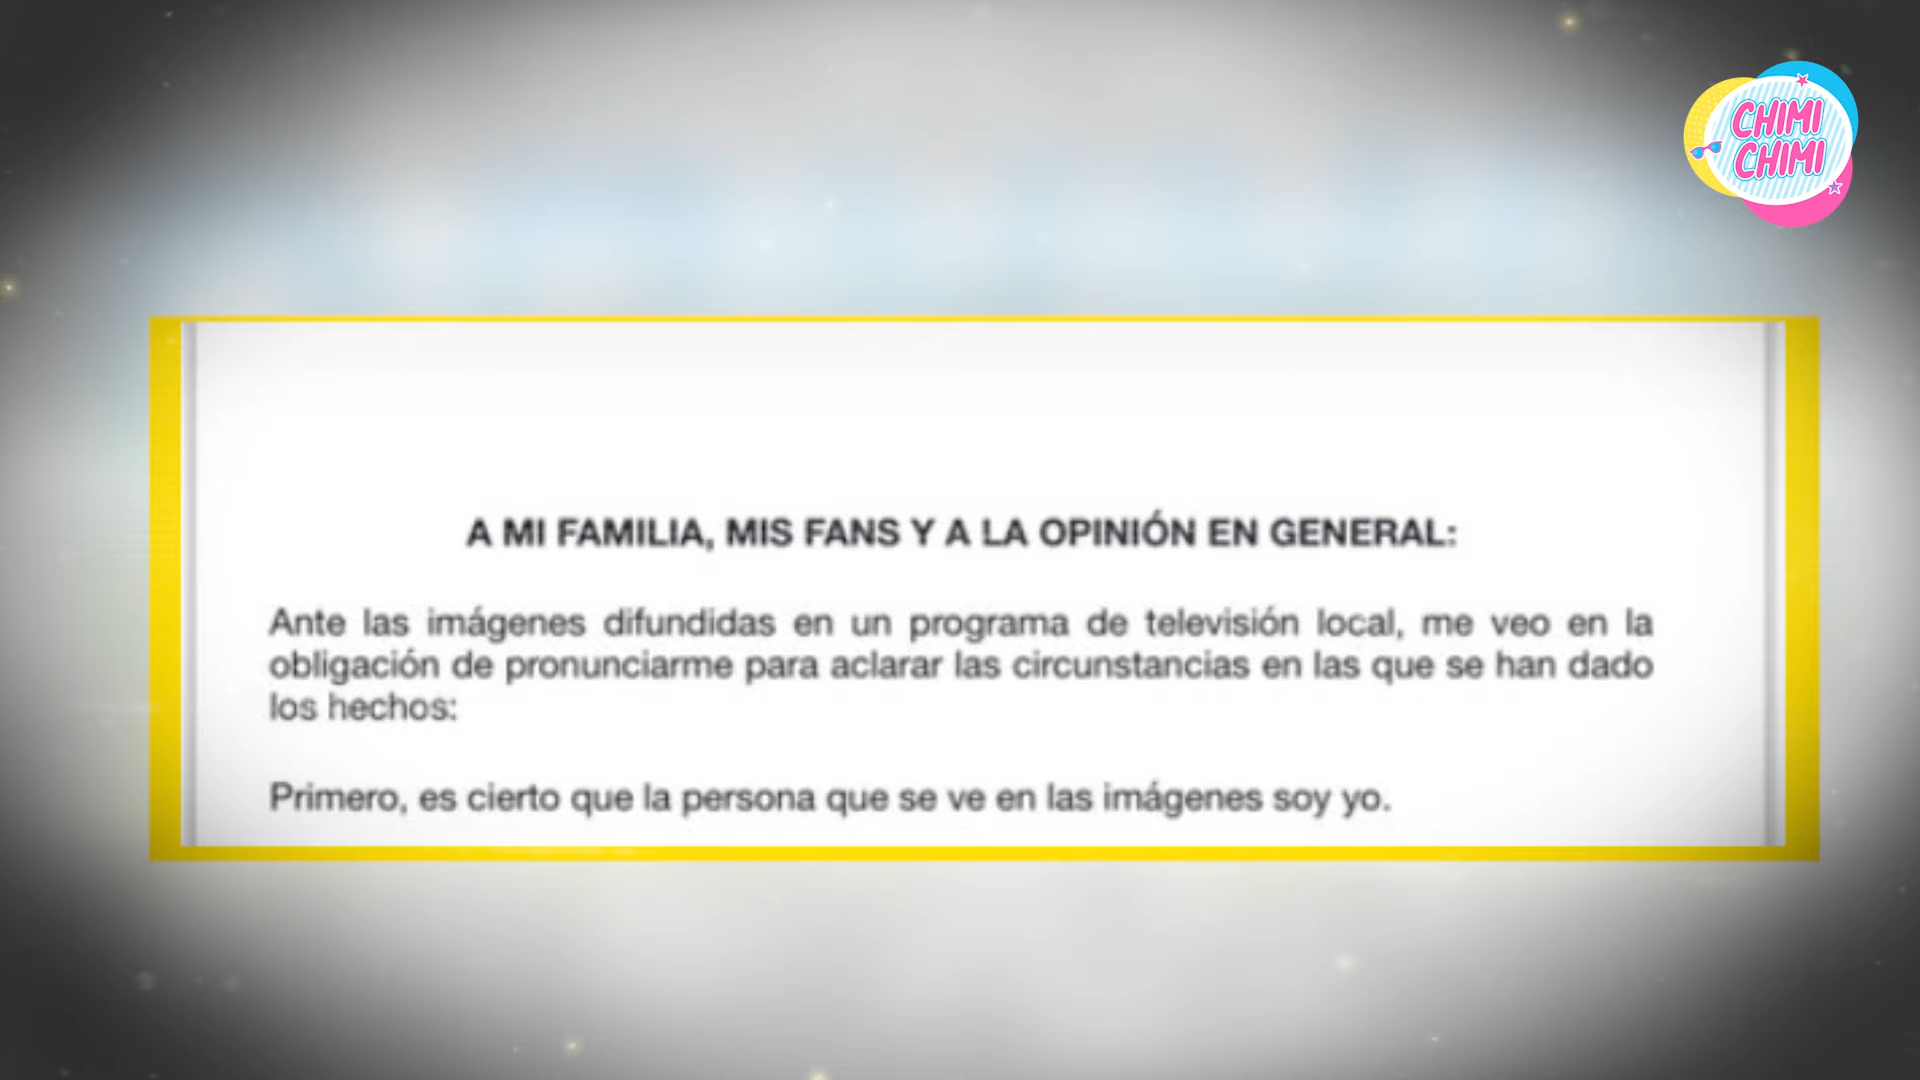 CHIMI
CHIMI
A MI FAMILIA, MIS FANS Y A LA OPINIÓN EN GENERAL:
Ante las imágenes difundidas en un programa de televisión local, me veo en la
obligación de pronunciarme para aclarar las circunstancias en las que se han dado
los hechos:
Primero, es cierto que la persona que se ve en las imágenes soy yo.